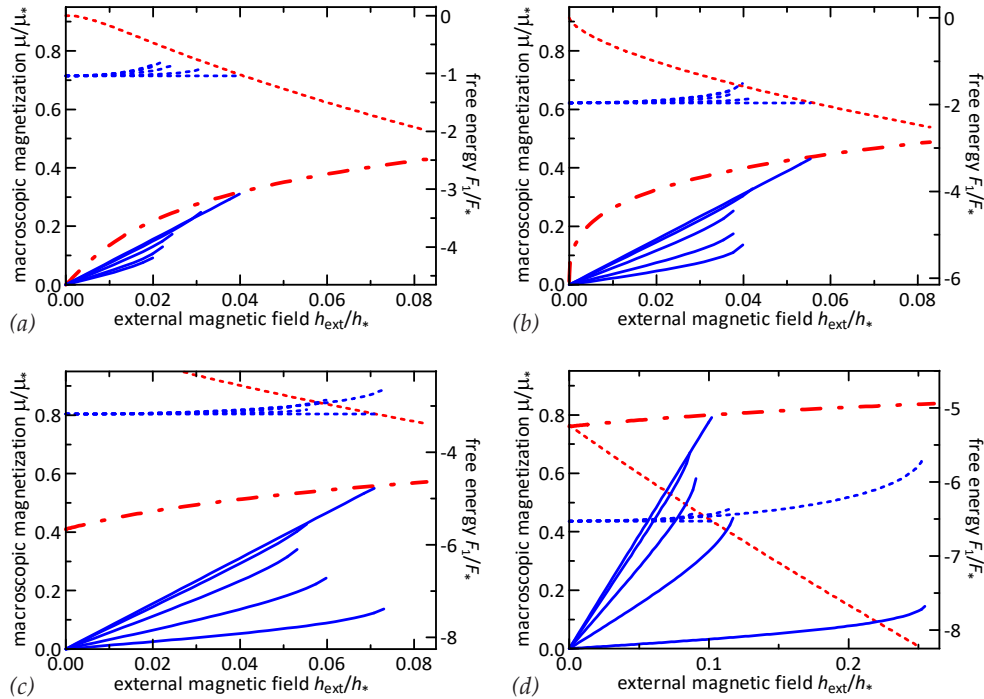 macroscopic magnetization μ/μ*
0.8
0.6
0.4
0.2
0.0
0
-1
-2
-3
-4
free energy F1/F*
0.00 0.02 0.04 0.06 0.08
(a) external magnetic field hext/h*
macroscopic magnetization μ/μ*
0.8
0.6
0.4
0.2
0.0
0
-2
-4
-6
free energy F1/F*
0.00 0.02 0.04 0.06 0.08
(b) external magnetic field hext/h*
macroscopic magnetization μ/μ*
0.8
0.6
0.4
0.2
0.0
-4
-6
-8
free energy F1/F*
0.00 0.02 0.04 0.06 0.08
(c) external magnetic field hext/h*
macroscopic magnetization μ/μ*
0.8
0.6
0.4
0.2
0.0
-5
-6
-7
-8
free energy F1/F*
0.0 0.1 0.2
(d) external magnetic field hext/h*